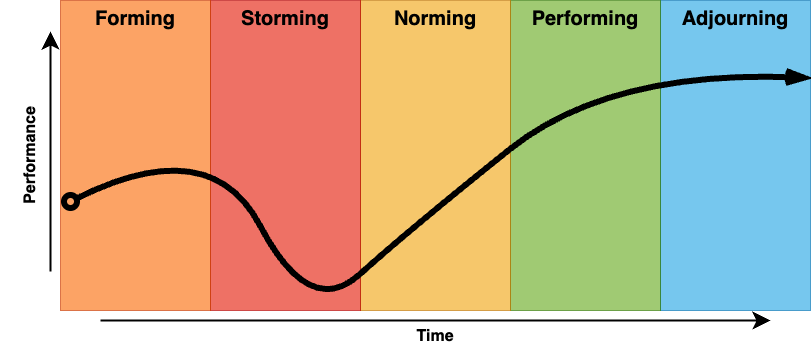 Forming
Storming
Norming
Performing
Adjourning
Performance
Time